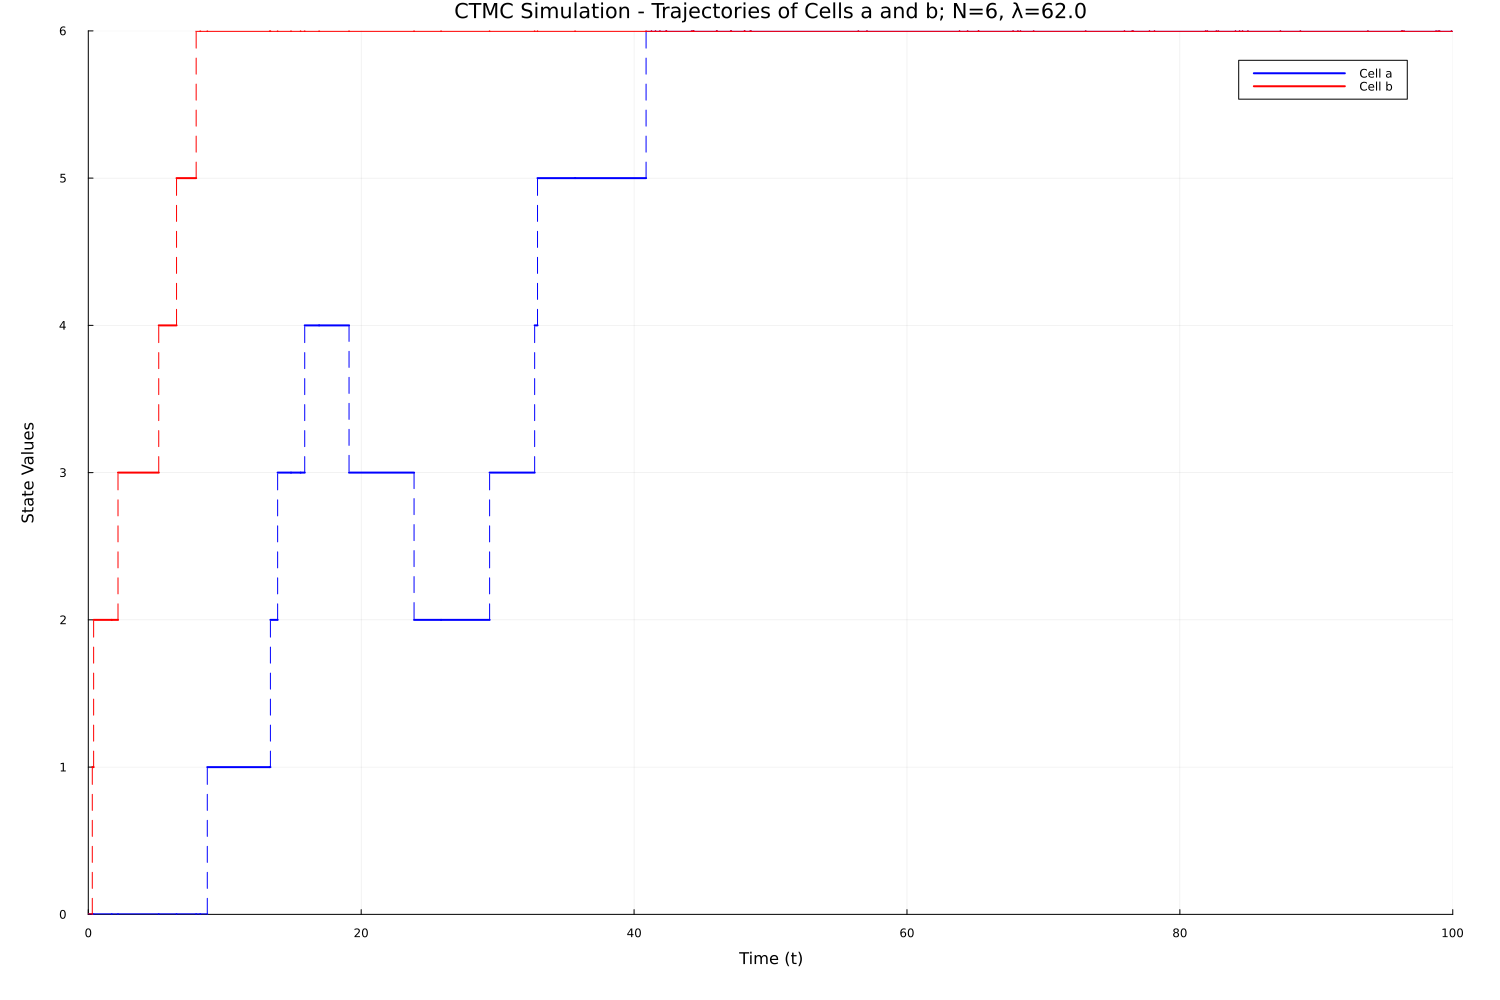 CTMC Simulation - Trajectories of Cells a and b; N=6, λ=62.0
6
Cell a
Cell b
5
4
State Values
3
2
1
0
0 20 40 60 80 100
Time (t)